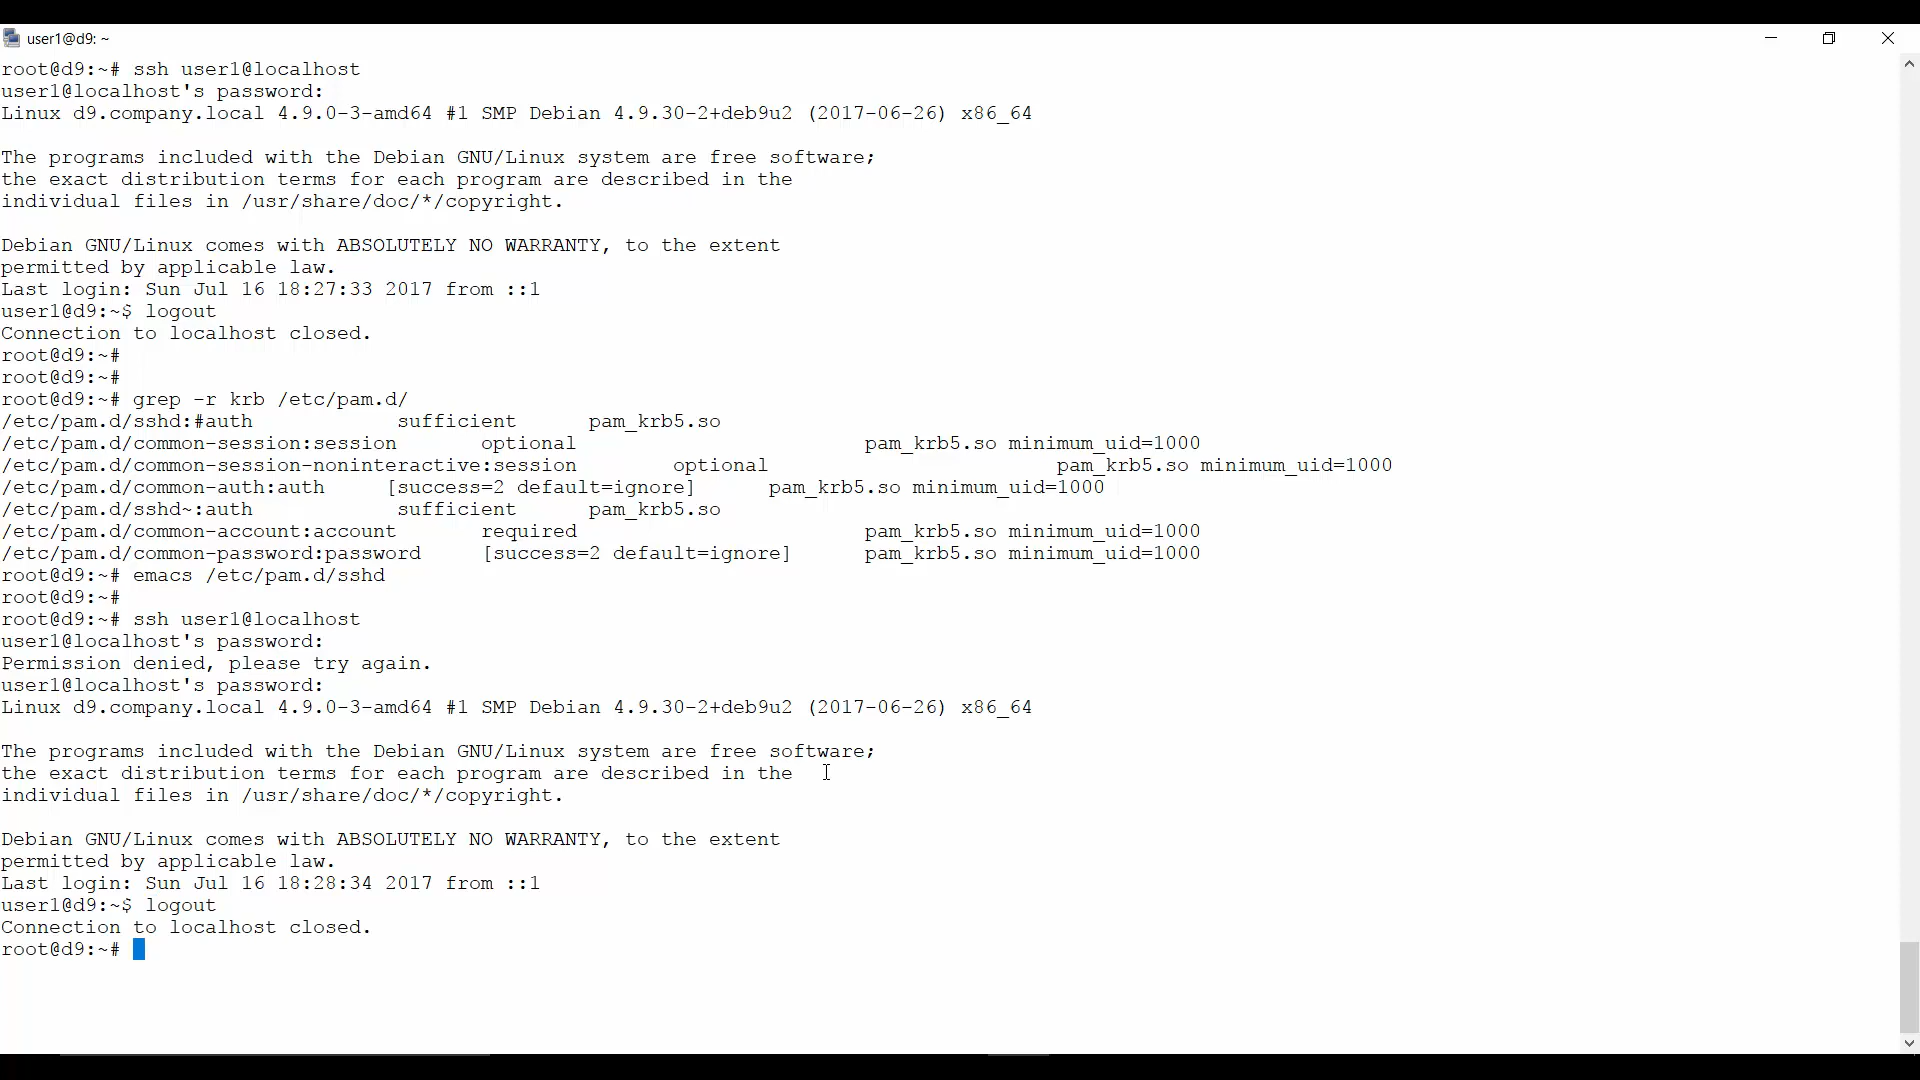 user1@d9: ~
root@d9:~# ssh user1@localhost
user1@localhost's password:
Linux d9.company.local 4.9.0-3-amd64 #1 SMP Debian 4.9.30-2+deb9u2 (2017-06-26) x86_64
The programs included with the Debian GNU/Linux system are free software;
the exact distribution terms for each program are described in the
individual files in /usr/share/doc/*/copyright.
Debian GNU/Linux comes with ABSOLUTELY NO WARRANTY, to the extent
permitted by applicable law.
Last login: Sun Jul 16 18:27:33 2017 from ::1
user1@d9:~$ logout
Connection to localhost closed.
root@d9:~#
root@d9:~#
root@d9:~# grep -r krb /etc/pam.d/
/etc/pam.d/sshd:#auth            sufficient      pam_krb5.so
/etc/pam.d/common-session:session       optional                        pam_krb5.so minimum_uid=1000
/etc/pam.d/common-session-noninteractive:session        optional                        pam_krb5.so minimum_uid=1000
/etc/pam.d/common-auth:auth     [success=2 default=ignore]      pam_krb5.so minimum_uid=1000
/etc/pam.d/sshd~:auth            sufficient      pam_krb5.so
/etc/pam.d/common-account:account       required                        pam_krb5.so minimum_uid=1000
/etc/pam.d/common-password:password     [success=2 default=ignore]      pam_krb5.so minimum_uid=1000
root@d9:~# emacs /etc/pam.d/sshd
root@d9:~#
root@d9:~# ssh user1@localhost
user1@localhost's password:
Permission denied, please try again.
user1@localhost's password:
Linux d9.company.local 4.9.0-3-amd64 #1 SMP Debian 4.9.30-2+deb9u2 (2017-06-26) x86_64
The programs included with the Debian GNU/Linux system are free software;
the exact distribution terms for each program are described in the
individual files in /usr/share/doc/*/copyright.
Debian GNU/Linux comes with ABSOLUTELY NO WARRANTY, to the extent
permitted by applicable law.
Last login: Sun Jul 16 18:28:34 2017 from ::1
user1@d9:~$ logout
Connection to localhost closed.
root@d9:~#